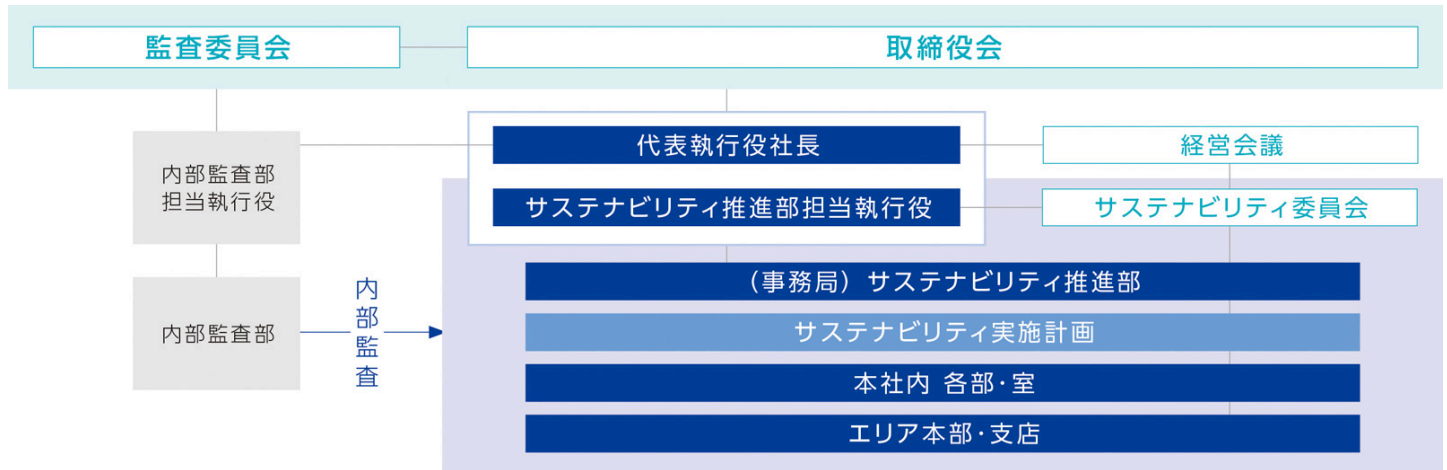 監査委員会
取締役会
内部監査部
担当執行役
代表執行役社長
経営会議
サステナビリティ推進部担当執行役
サステナビリティ委員会
内部監査部
内部監査
（事務局）サステナビリティ推進部
サステナビリティ実施計画
本社内 各部・室
エリア本部・支店